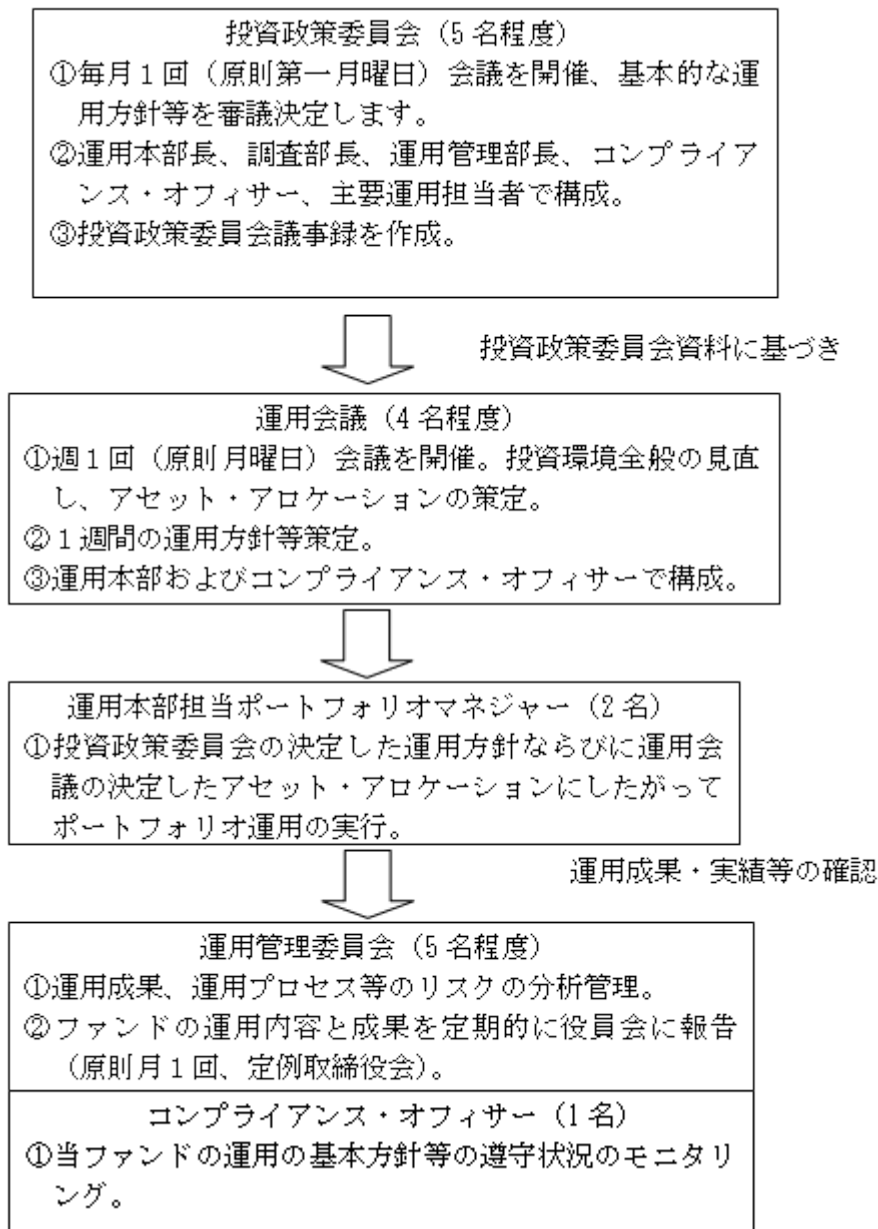 投資政策委員会（5名程度）
①毎月１回（原則第一月曜日）会議を開催、基本的な運
用方針等を審議決定します。
②運用本部長、調査部長、運用管理部長、コンプライア
ンス・オフィサー、主要運用担当者で構成。
③投資政策委員会議事録を作成。
投資政策委員会資料に基づき
運用会議（4名程度）
①週１回（原則月曜日）会議を開催。投資環境全般の見直
し、アセット・アロケーションの策定。
②１週間の運用方針等策定。
③運用本部およびコンプライアンス・オフィサーで構成。
運用本部担当ポートフォリオマネジャー（2名）
①投資政策委員会の決定した運用方針ならびに運用会
議の決定したアセット・アロケーションにしたがって
ポートフォリオ運用の実行。
運用成果・実績等の確認
運用管理委員会（5名程度）
①運用成果、運用プロセス等のリスクの分析管理。
②ファンドの運用内容と成果を定期的に役員会に報告
（原則月１回、定例取締役会）。
コンプライアンス・オフィサー（1名）
①当ファンドの運用の基本方針等の遵守状況のモニタリ
ング。